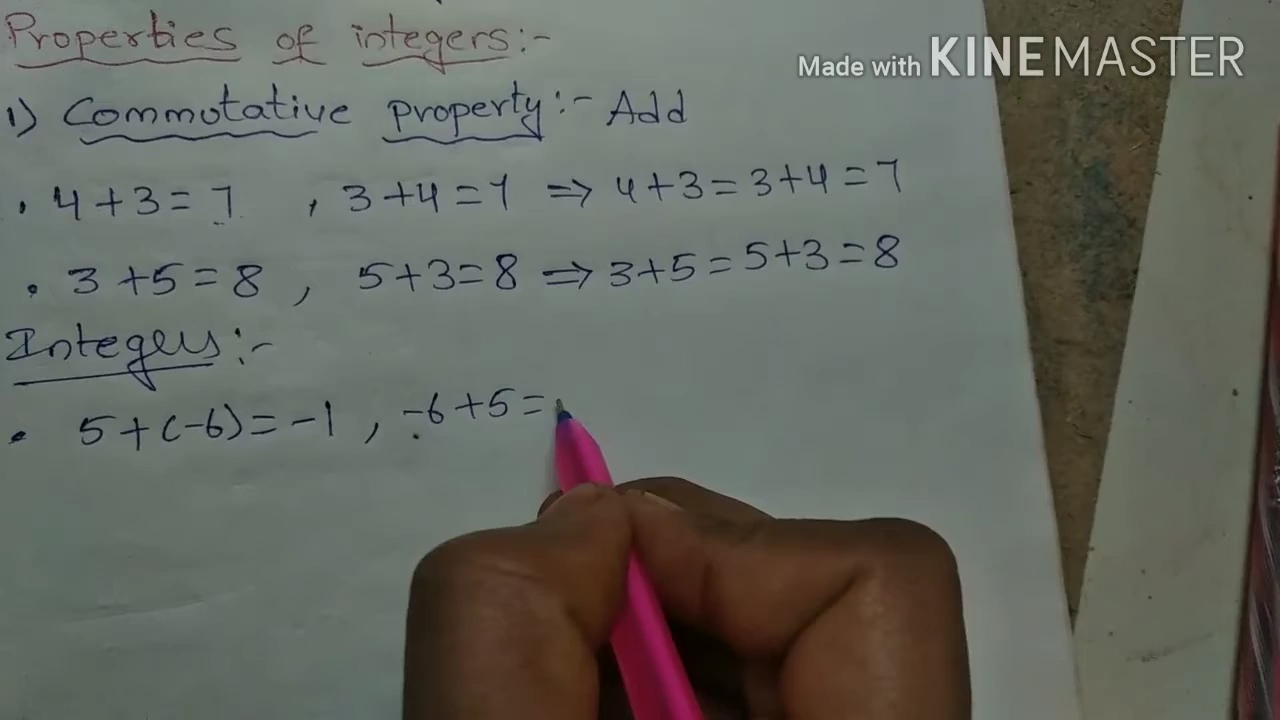 Properties of integers:-
Made with KINEMASTER
1) Commutative property:- Add
. 4+3=7 , 3+4=7 ⇒ 4+3=3+4=7
. 3+5=8 , 5+3=8 ⇒ 3+5=5+3=8
Integers:-
. 5+(-6)=-1 , -6+5=